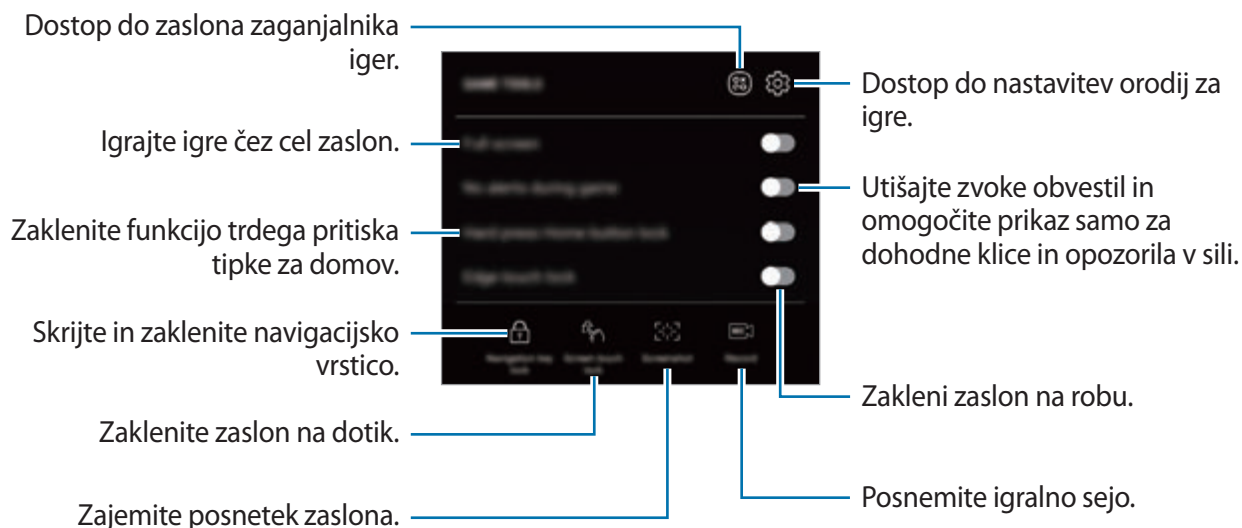 Dostop do zaslona zaganjalnika
iger.
Dostop do nastavitev orodij za
igre.
Igrajte igre čez cel zaslon.
Utišajte zvoke obvestil in
omogočite prikaz samo za
dohodne klice in opozorila v sili.
Zaklenite funkcijo trdega pritiska
tipke za domov.
Skrijte in zaklenite navigacijsko
vrstico.
Zakleni zaslon na robu.
Zaklenite zaslon na dotik.
Posnemite igralno sejo.
Zajemite posnetek zaslona.